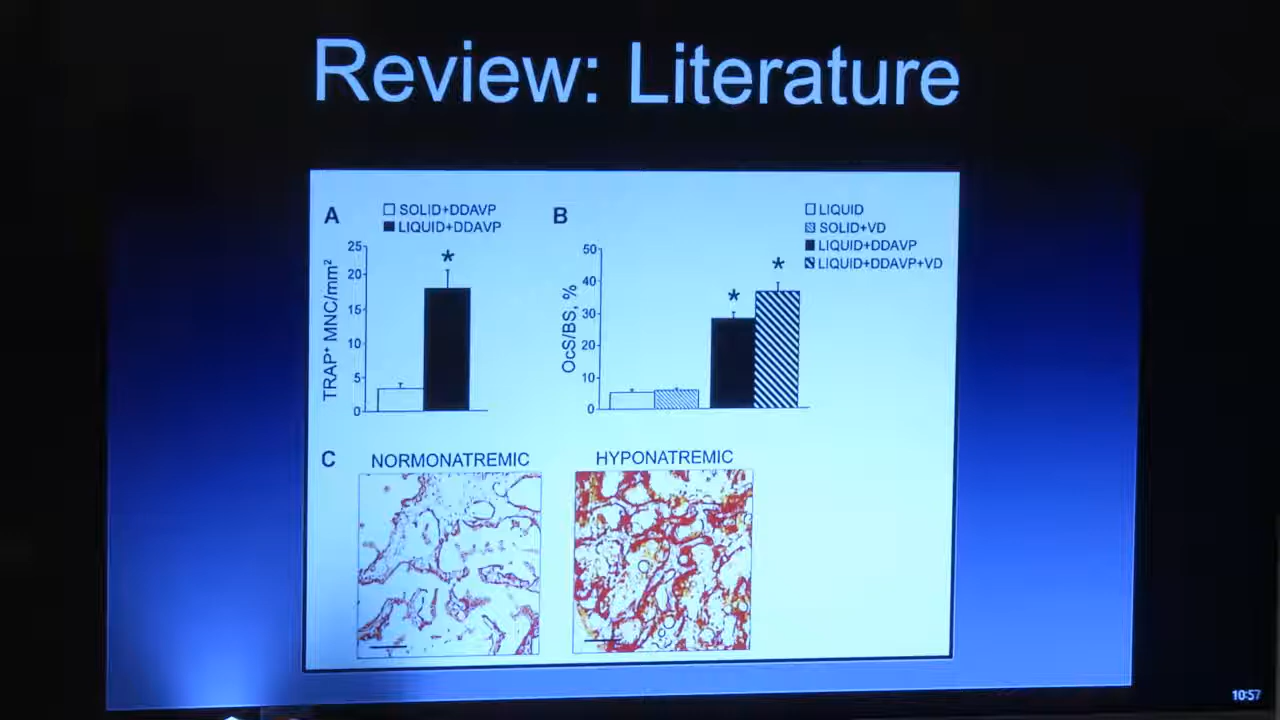 Review: Literature
A
SOLID+DDAVP
LIQUID+DDAVP
TRAP⁺ MNC/mm²
25
20
15
10
5
0
*
B
LIQUID
SOLID+VD
LIQUID+DDAVP
LIQUID+DDAVP+VD
OcS/BS, %
50
40
30
20
10
0
*
*
C
NORMONATREMIC
HYPONATREMIC
10:57